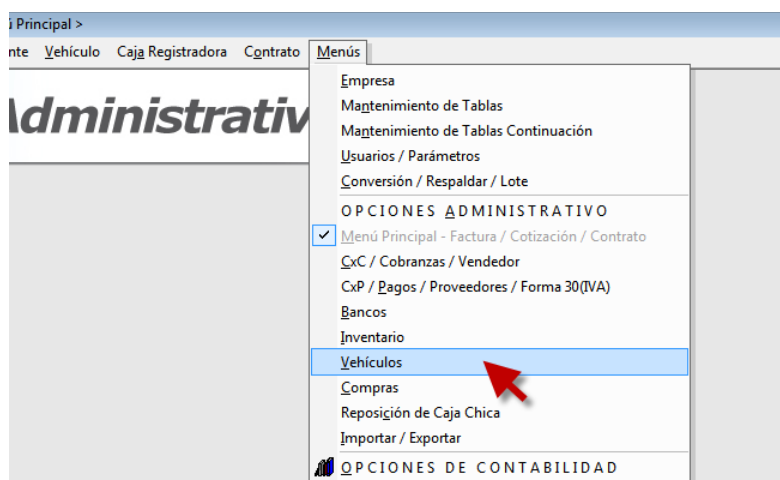 ú Principal >
nte Vehículo Caja Registradora Contrato Menús
Administrativ
Empresa
Mantenimiento de Tablas
Mantenimiento de Tablas Continuación
Usuarios / Parámetros
Conversión / Respaldar / Lote
OPCIONES ADMINISTRATIVO
Menú Principal - Factura / Cotización / Contrato
CxC / Cobranzas / Vendedor
CxP / Pagos / Proveedores / Forma 30(IVA)
Bancos
Inventario
Vehículos
Compras
Reposición de Caja Chica
Importar / Exportar
OPCIONES DE CONTABILIDAD